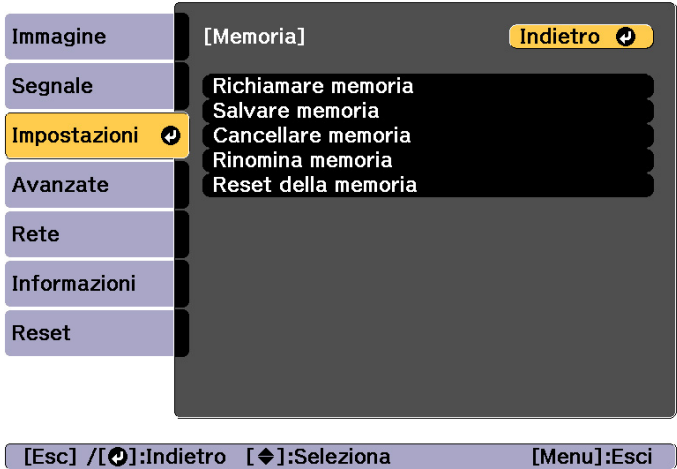 Immagine
Segnale
Impostazioni
Avanzate
Rete
Informazioni
Reset
[Memoria]
Indietro
Richiamare memoria
Salvare memoria
Cancellare memoria
Rinomina memoria
Reset della memoria
[Esc] /[⏎]:Indietro [◆]:Seleziona [Menu]:Esci